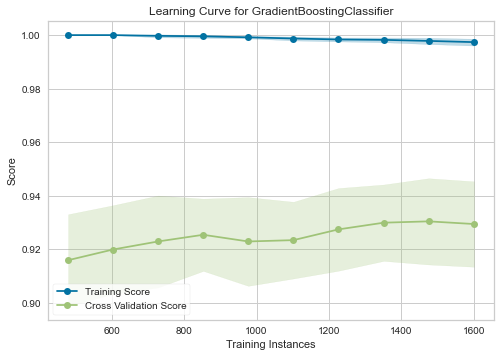 Learning Curve for GradientBoostingClassifier
1.00
0.98
0.96
0.94
0.92
0.90
Score
Training Score
Cross Validation Score
600
800
1000
1200
1400
1600
Training Instances